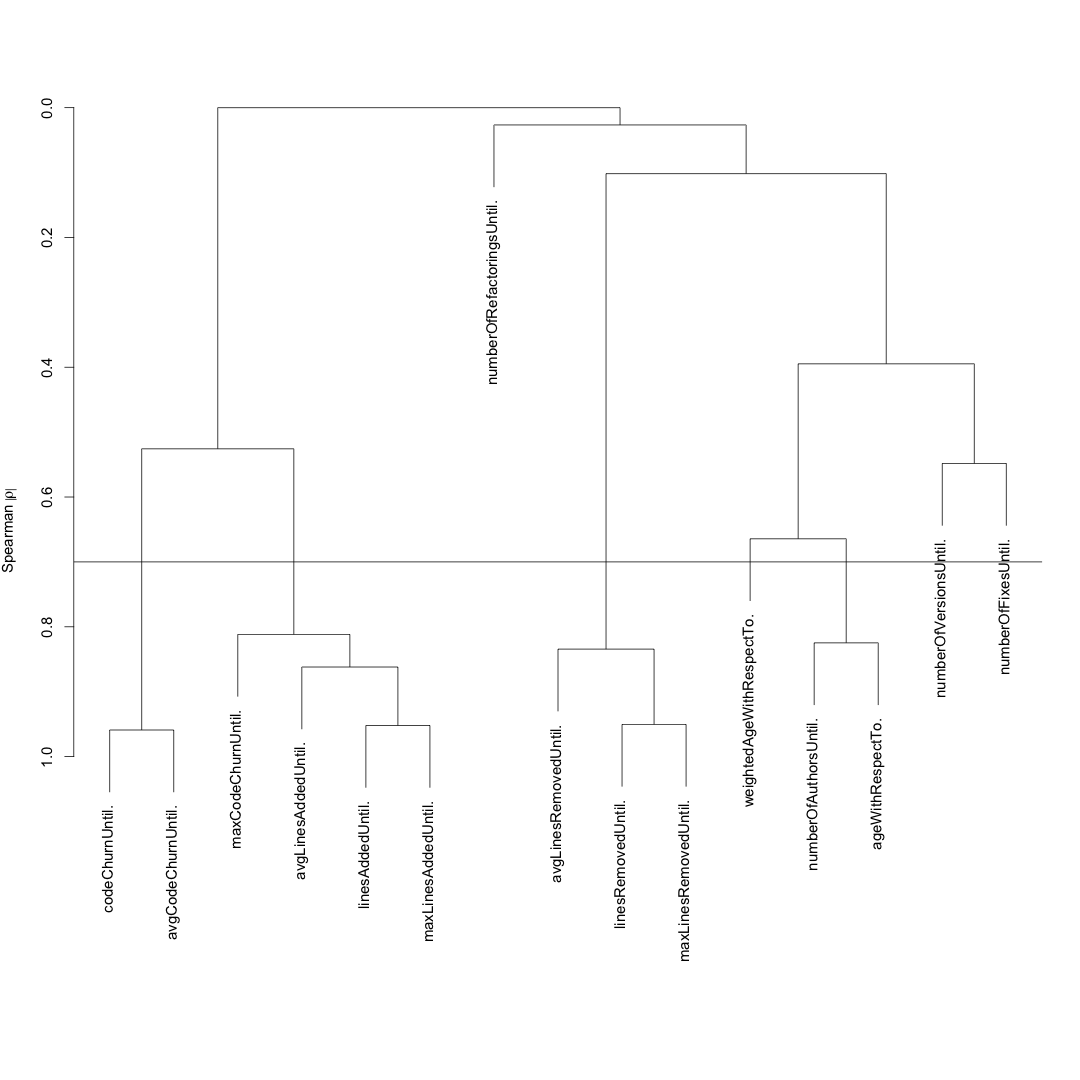 Spearman |ρ|
0.0
0.2
0.4
0.6
0.8
1.0
codeChurnUntil.
avgCodeChurnUntil.
maxCodeChurnUntil.
avgLinesAddedUntil.
linesAddedUntil.
maxLinesAddedUntil.
numberOfRefactoringsUntil.
avgLinesRemovedUntil.
linesRemovedUntil.
maxLinesRemovedUntil.
weightedAgeWithRespectTo.
numberOfAuthorsUntil.
ageWithRespectTo.
numberOfVersionsUntil.
numberOfFixesUntil.